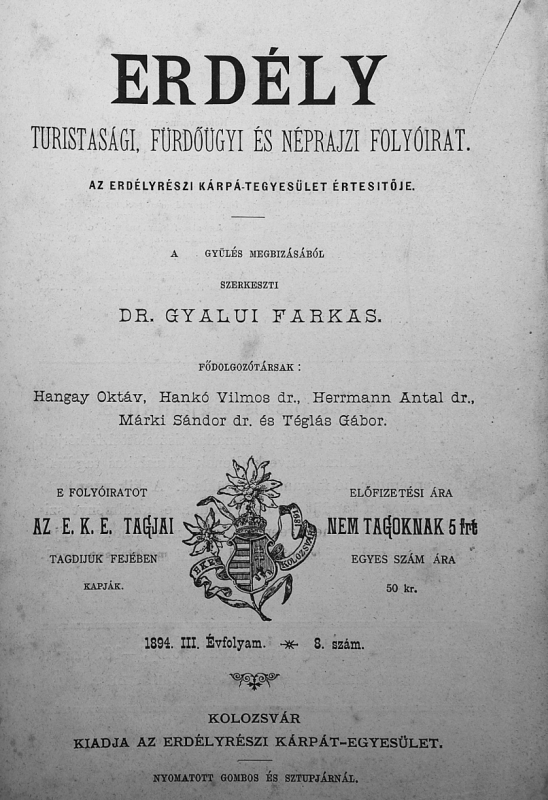 ERDÉLY
TURISTASÁGI, FÜRDŐÜGYI ÉS NÉPRAJZI FOLYÓIRAT.
AZ ERDÉLYRÉSZI KÁRPÁ-TEGYESÜLET ÉRTESITŐJE.
A GYŰLÉS MEGBIZÁSÁBÓL
SZERKESZTI
DR. GYALUI FARKAS.
FŐDOLGOZÓTÁRSAK:
Hangay Oktáv, Hankó Vilmos dr., Herrmann Antal dr.,
Márki Sándor dr. és Téglás Gábor.
E FOLYÓIRATOT
AZ E. K. E. TAGJAI
TAGDIJUK FEJÉBEN
KAPJÁK.
EKE
1891
KOLOZSVÁR
ELŐFIZETÉSI ÁRA
NEM TAGOKNAK 5 frt
EGYES SZÁM ÁRA
50 kr.
1894. III. Évfolyam. 8. szám.
KOLOZSVÁR
KIADJA AZ ERDÉLYRÉSZI KÁRPÁT-EGYESÜLET.
NYOMATOTT GOMBOS ÉS SZTUPJÁRNÁL.